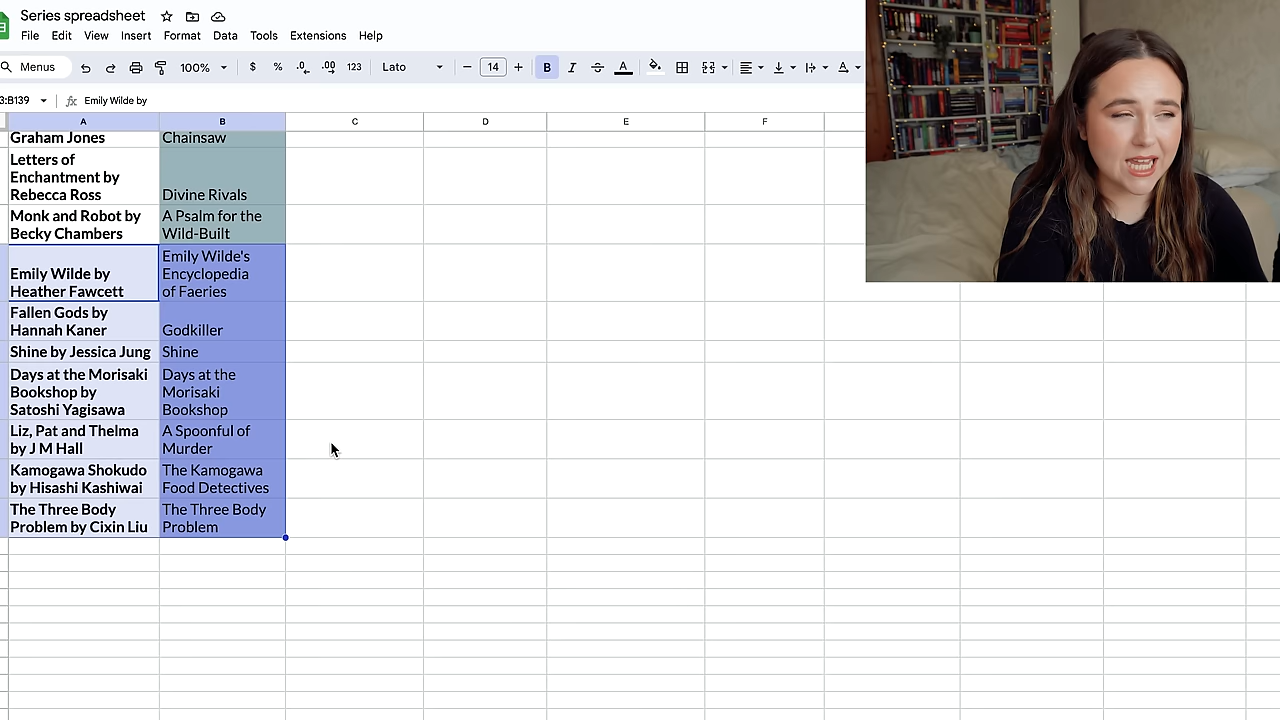 Series spreadsheet
File Edit View Insert Format Data Tools Extensions Help
Menus 100% $ % .0 .00 123 Lato 14 B I S A A
3:B139 fx Emily Wilde by
A B C D E F
Graham Jones Chainsaw
Letters of
Enchantment by
Rebecca Ross Divine Rivals
Monk and Robot by A Psalm for the
Becky Chambers Wild-Built
Emily Wilde's
Emily Wilde by Encyclopedia
Heather Fawcett of Faeries
Fallen Gods by
Hannah Kaner Godkiller
Shine by Jessica Jung Shine
Days at the Morisaki Days at the
Bookshop by Morisaki
Satoshi Yagisawa Bookshop
Liz, Pat and Thelma A Spoonful of
by J M Hall Murder
Kamogawa Shokudo The Kamogawa
by Hisashi Kashiwai Food Detectives
The Three Body The Three Body
Problem by Cixin Liu Problem